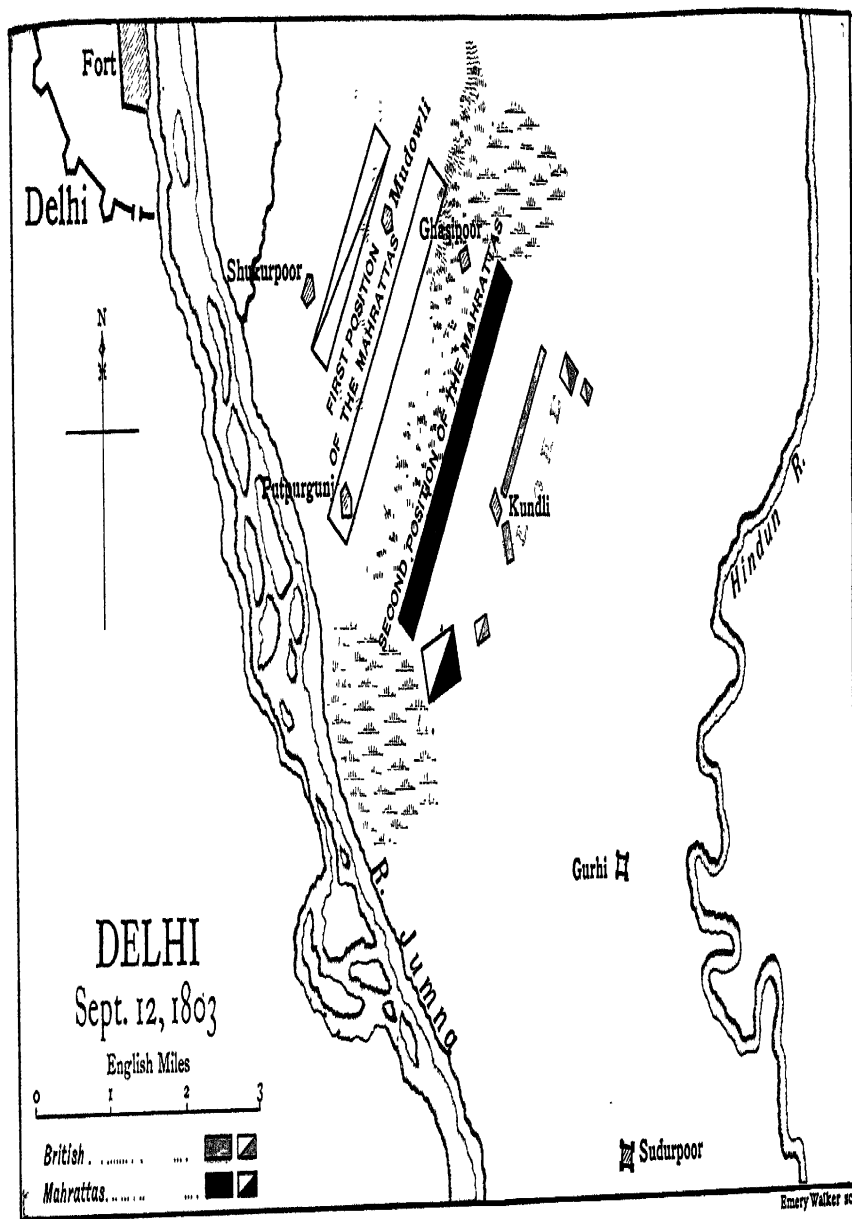 Fort
Delhi
Mudowli
Ghasipoor
Shukurpoor
FIRST POSITION
OF THE MAHRATTAS
SECOND POSITION OF THE MAHRATTAS
N
Putpurgunj
Kundli
Hindun R.
R. Jumna
Gurhi
DELHI
Sept. 12, 1803
English Miles
0 1 2 3
British
Mahrattas
Sudurpoor
Emery Walker sc